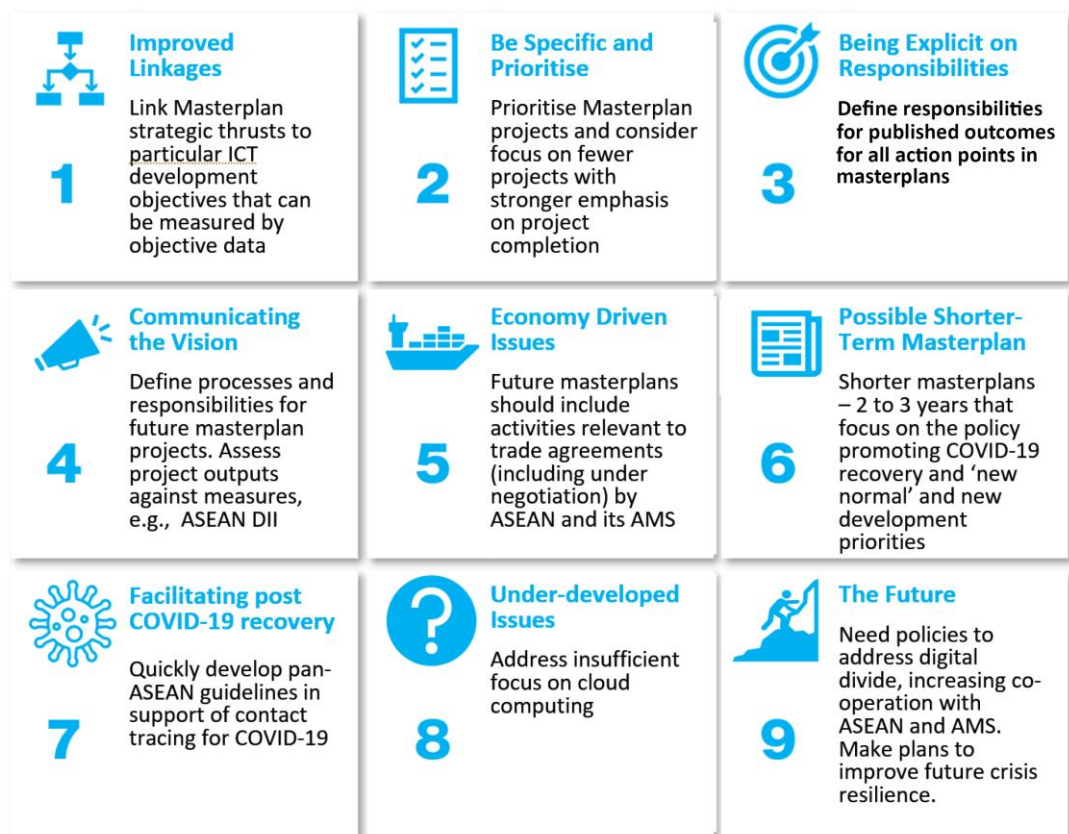 Improved
Linkages
Link Masterplan
strategic thrusts to
particular ICT
development
objectives that can
be measured by
objective data
1
Be Specific and
Prioritise
Prioritise Masterplan
projects and consider
focus on fewer
projects with
stronger emphasis
on project
completion
2
Being Explicit on
Responsibilities
Define responsibilities
for published outcomes
for all action points in
masterplans
3
Communicating
the Vision
Define processes and
responsibilities for
future masterplan
projects. Assess
project outputs
against measures,
e.g.,  ASEAN DII
4
Economy Driven
Issues
Future masterplans
should include
activities relevant to
trade agreements
(including under
negotiation) by
ASEAN and its AMS
5
Possible Shorter-
Term Masterplan
Shorter masterplans
– 2 to 3 years that
focus on the policy
promoting COVID-19
recovery and ‘new
normal’ and new
development
priorities
6
Facilitating post
COVID-19 recovery
Quickly develop pan-
ASEAN guidelines in
support of contact
tracing for COVID-19
7
?
Under-developed
Issues
Address insufficient
focus on cloud
computing
8
The Future
Need policies to
address digital
divide, increasing co-
operation with
ASEAN and AMS.
Make plans to
improve future crisis
resilience.
9